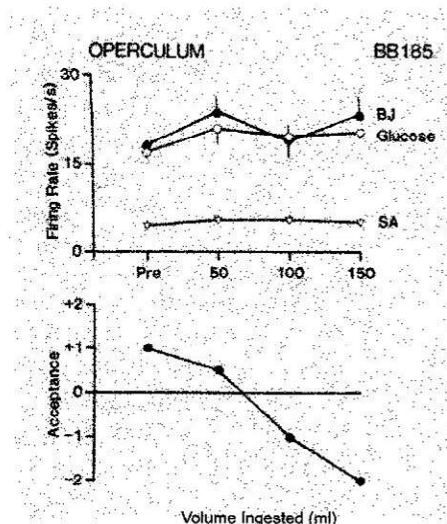 OPERCULUM BB185
30
BJ
Glucose
15
SA
0
Firing Rate (Spikes/s)
Pre 50 100 150
+2
+1
0
−1
−2
Acceptance
Volume Ingested (ml)